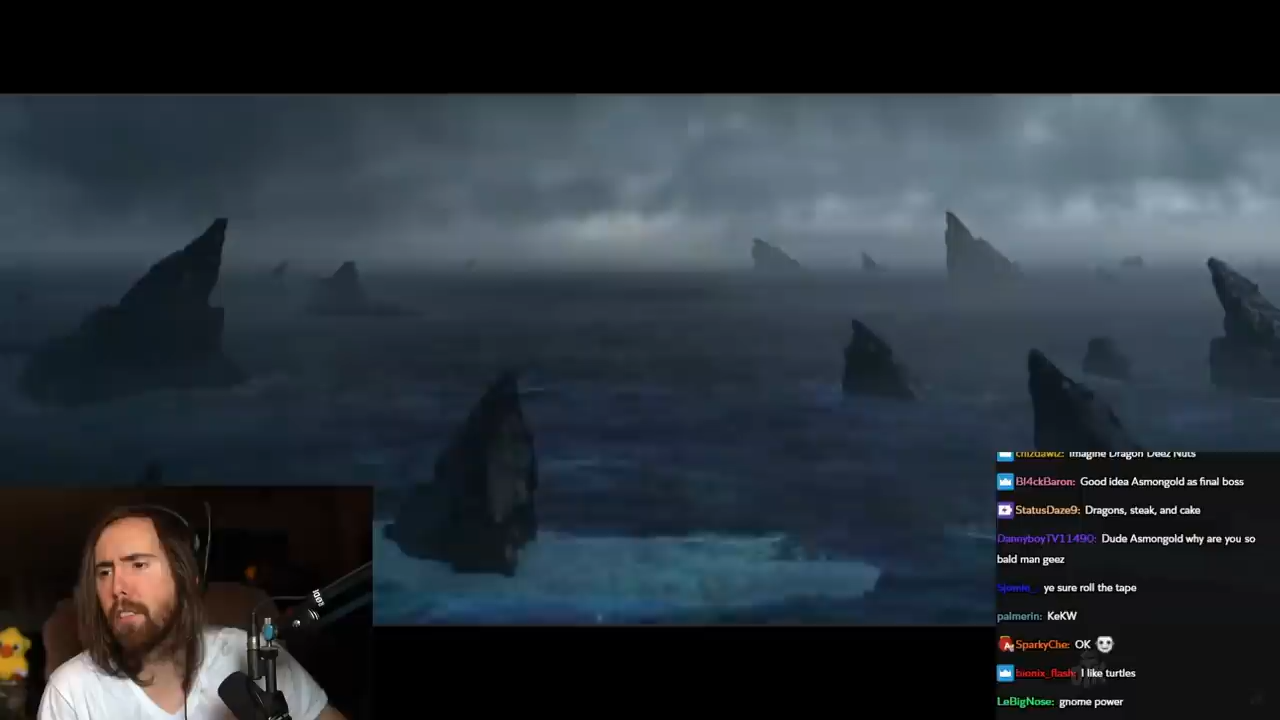 chizdawiz: Imagine Dragon Deez Nuts
Bl4ckBaron: Good idea Asmongold as final boss
StatusDaze9: Dragons, steak, and cake
DannyboyTV11490: Dude Asmongold why are you so
bald man geez
ye sure roll the tape
palmerin: KeKW
SparkyChe: OK
bionix_flash: I like turtles
LeBigNose: gnome power